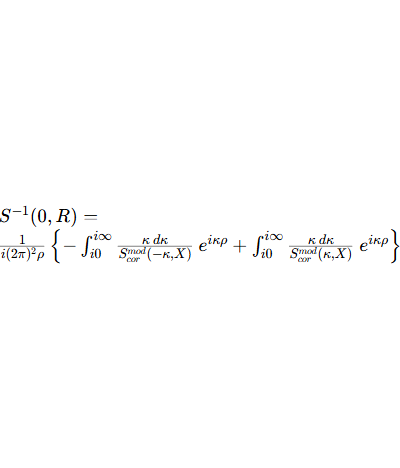 S^{-1}(0, R) =
\frac{1}{i(2\pi)^2 \rho} \left\{ - \int_{i0}^{i\infty} \frac{\kappa \, d\kappa}{S_{cor}^{mod}(-\kappa, X)} \, e^{i\kappa\rho} + \int_{i0}^{i\infty} \frac{\kappa \, d\kappa}{S_{cor}^{mod}(\kappa, X)} \, e^{i\kappa\rho} \right\}